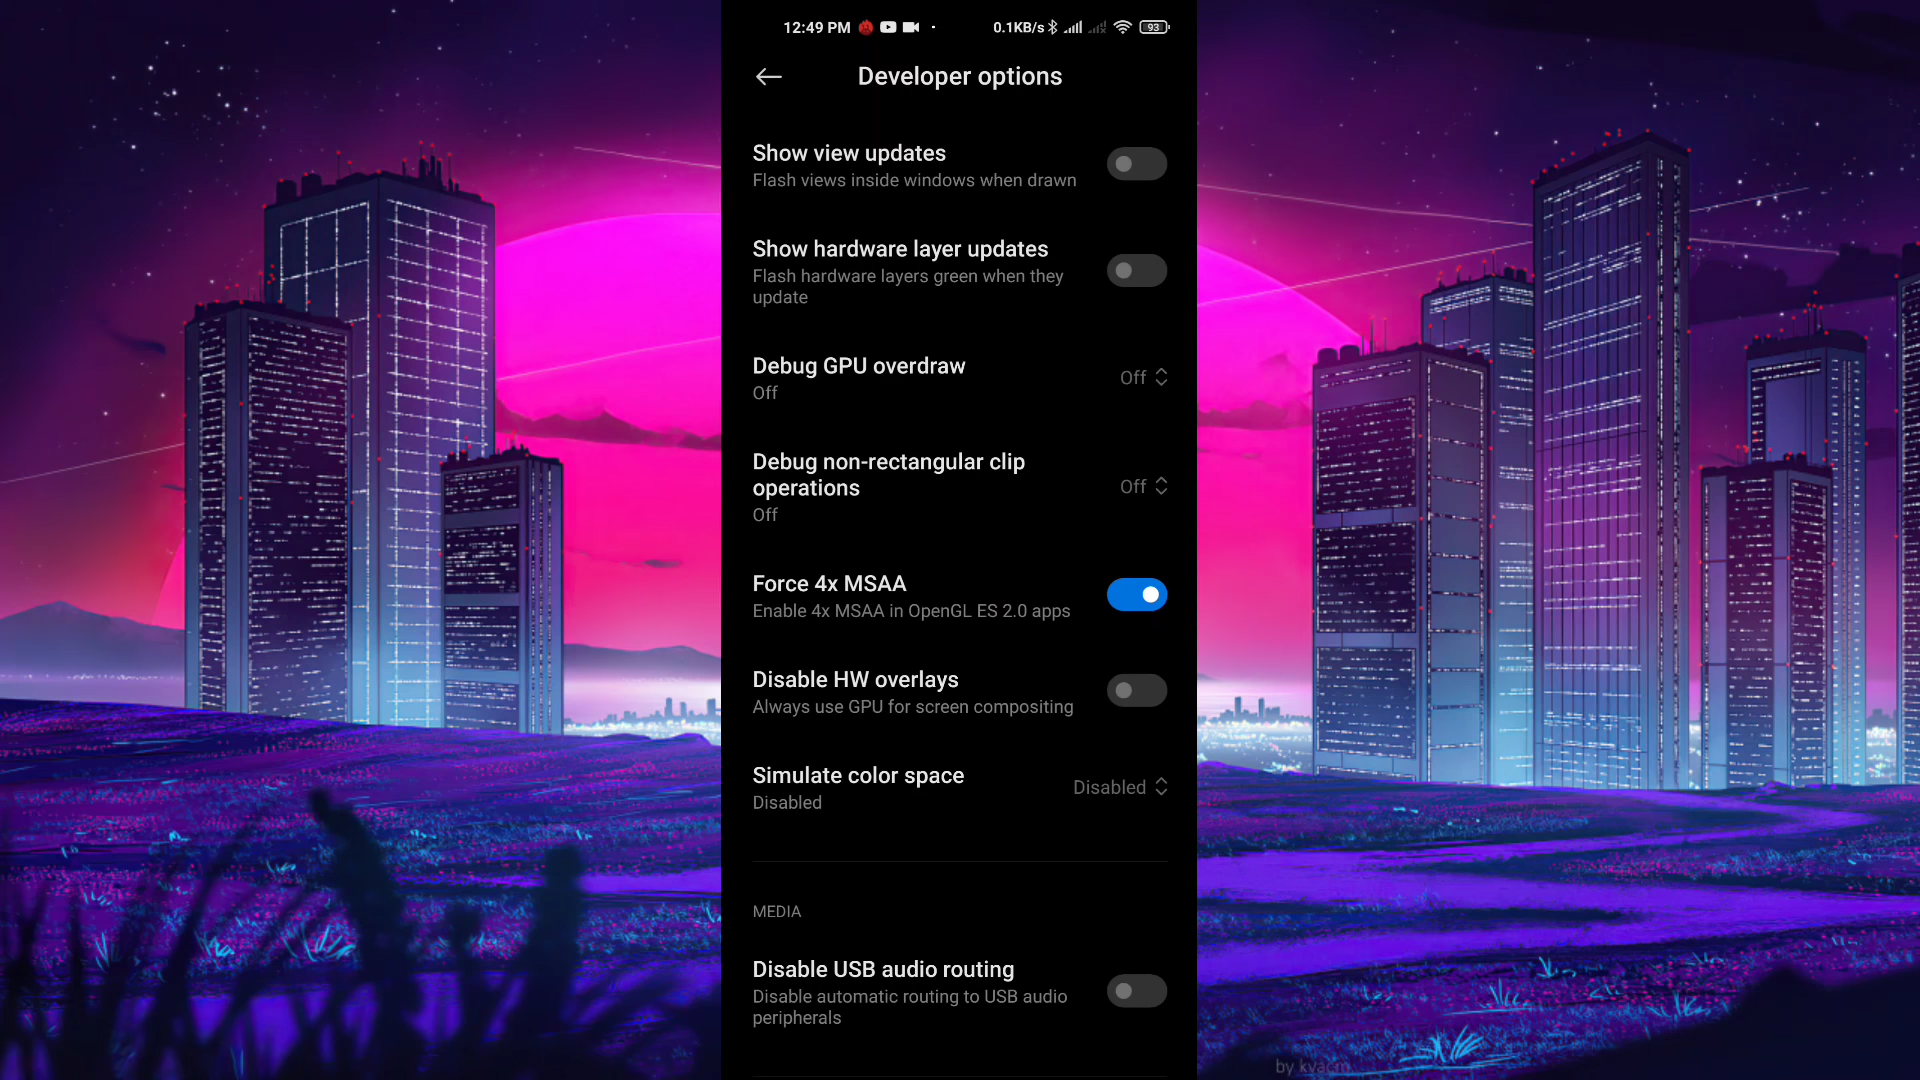 12:49 PM 0.1KB/s 93
Developer options
Show view updates
Flash views inside windows when drawn
Show hardware layer updates
Flash hardware layers green when they
update
Debug GPU overdraw
Off
Off
Debug non-rectangular clip
operations
Off
Off
Force 4x MSAA
Enable 4x MSAA in OpenGL ES 2.0 apps
Disable HW overlays
Always use GPU for screen compositing
Simulate color space
Disabled
Disabled
MEDIA
Disable USB audio routing
Disable automatic routing to USB audio
peripherals
by